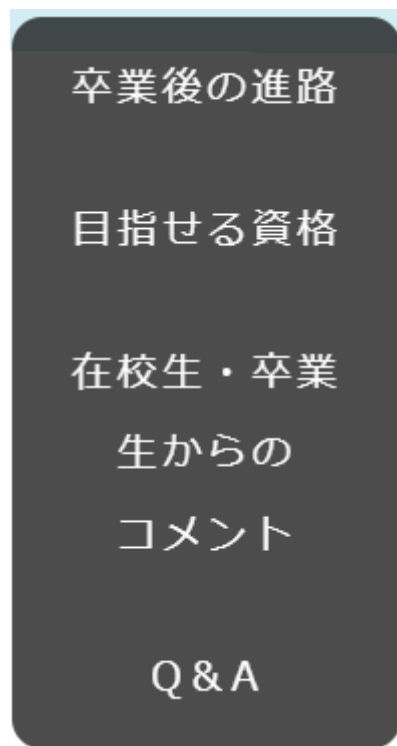 卒業後の進路
目指せる資格
在校生・卒業
生からの
コメント
Q&A